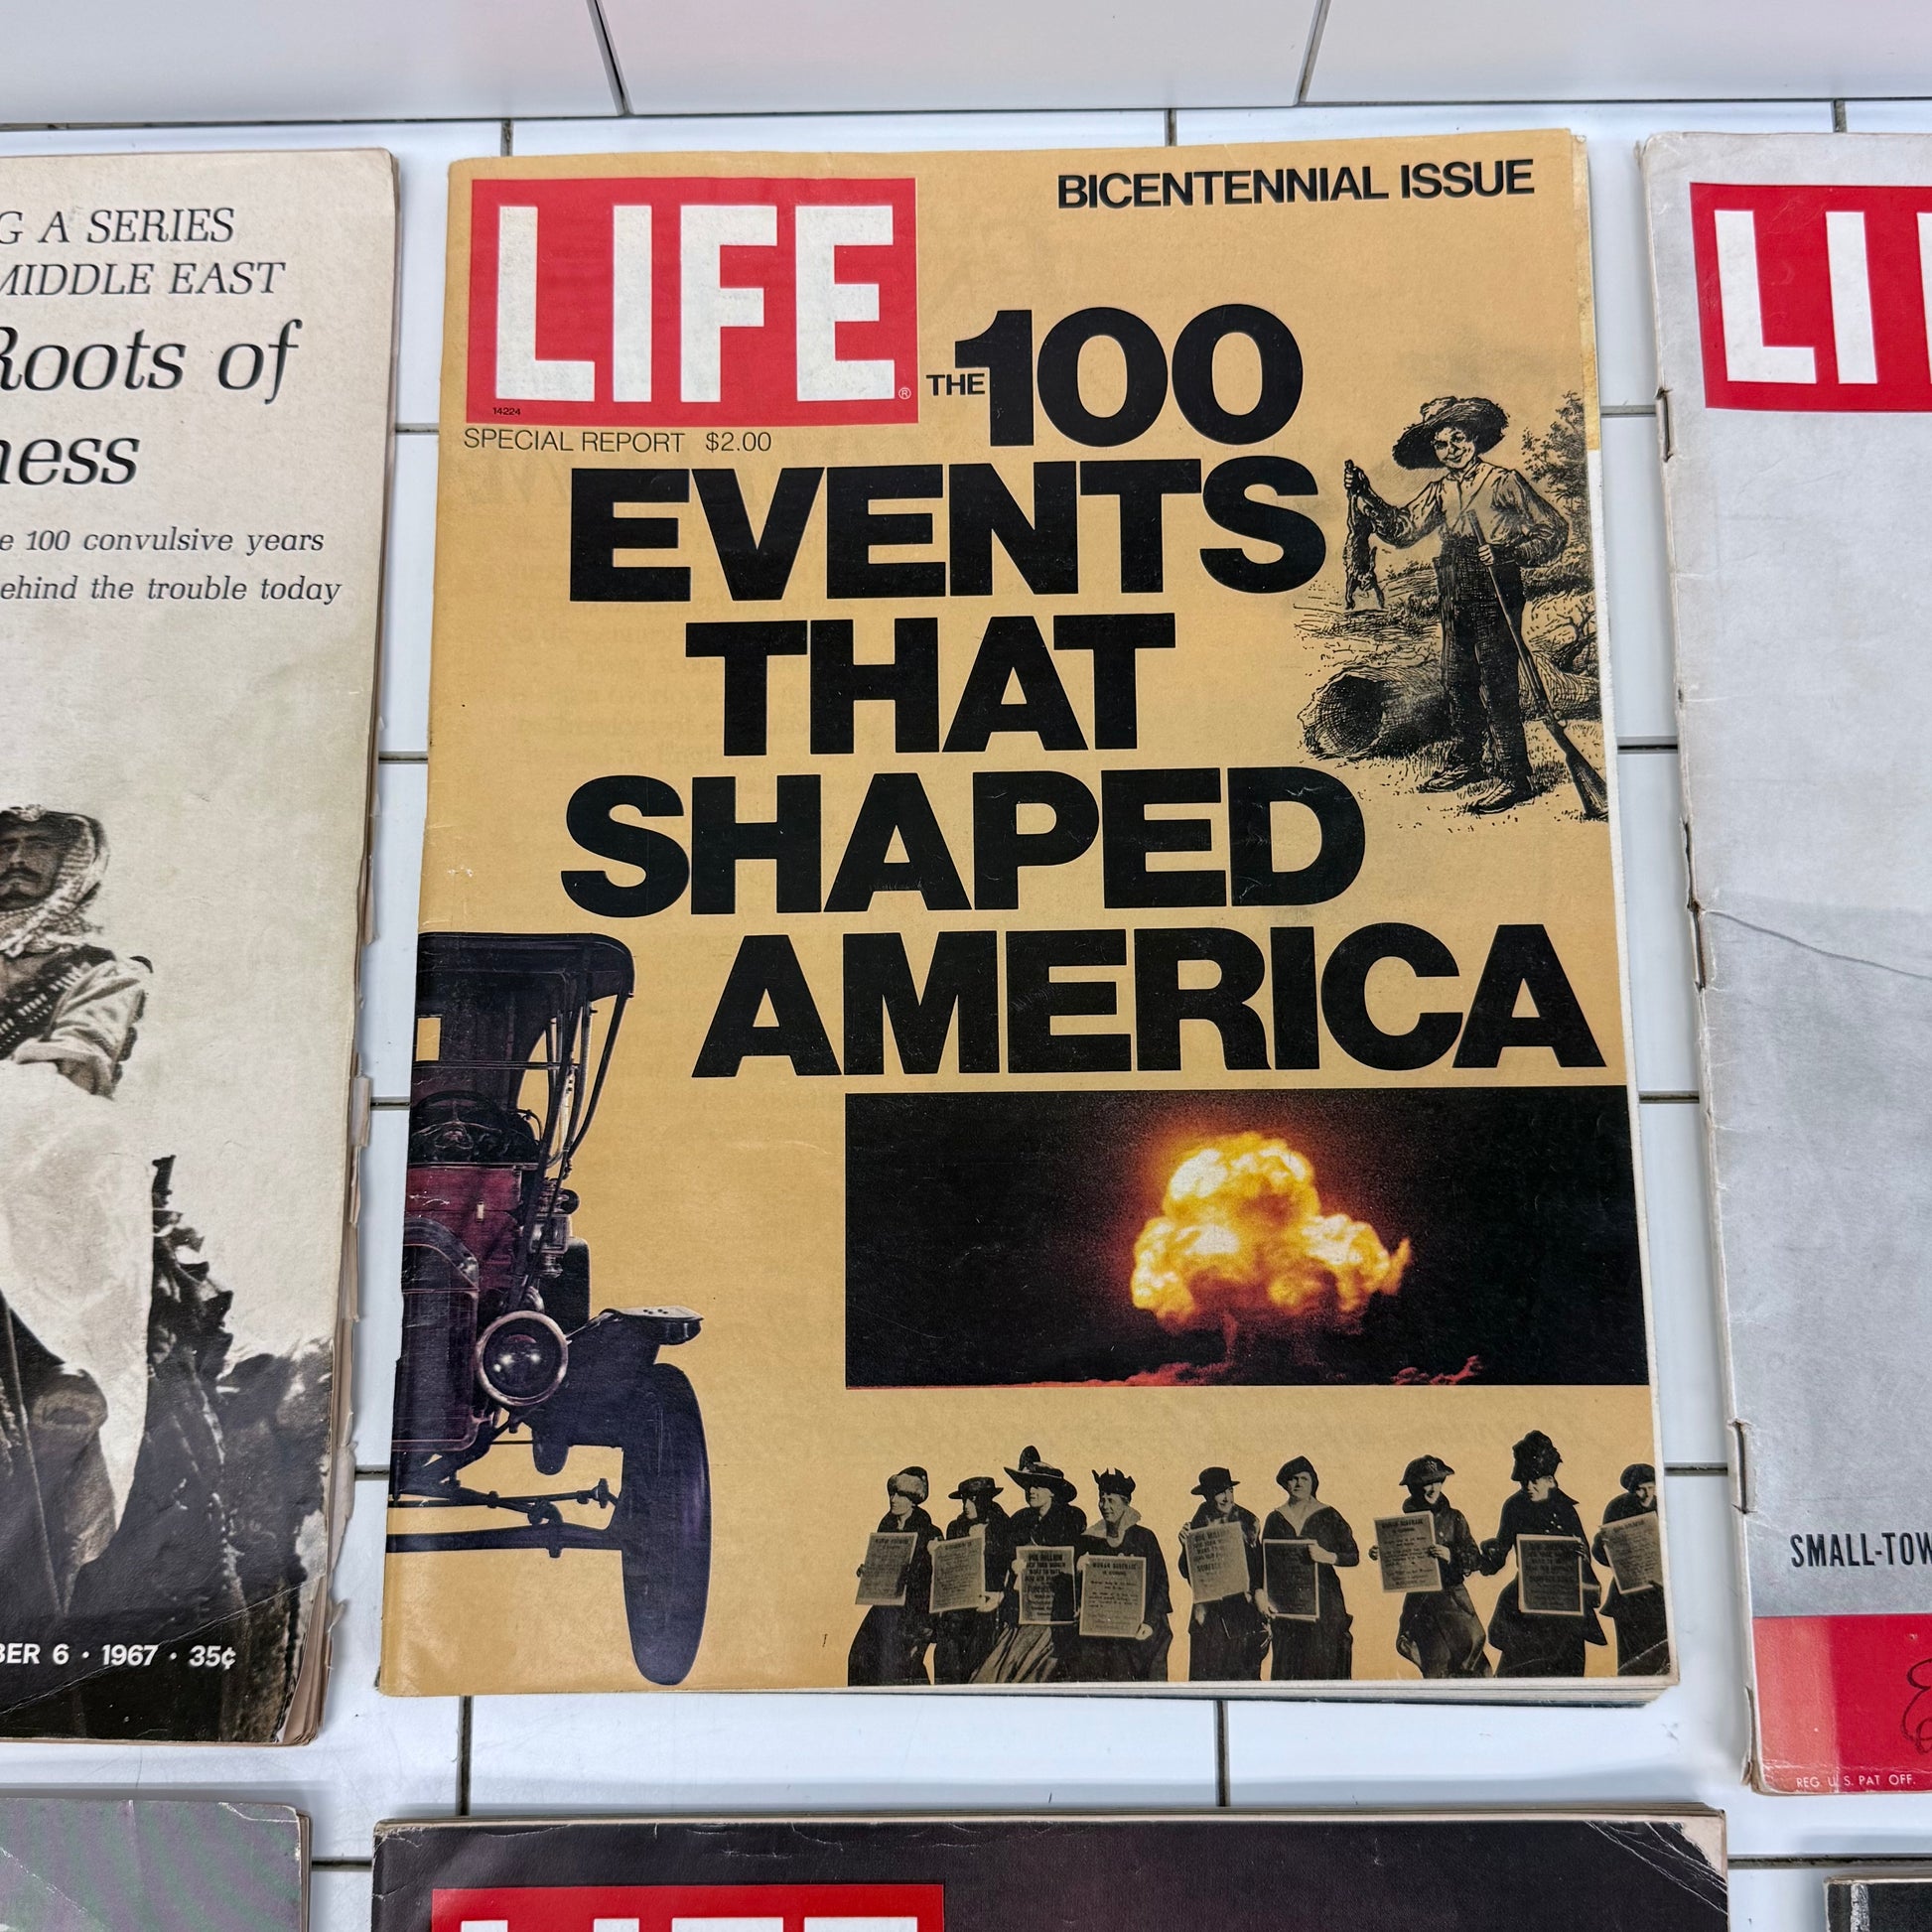 G A SERIES
MIDDLE EAST
Roots of
ness
e 100 convulsive years
ehind the trouble today
BER 6 · 1967 · 35¢
LIFE
®
14224
BICENTENNIAL ISSUE
SPECIAL REPORT $2.00
THE 100
EVENTS
THAT
SHAPED
AMERICA
LI
SMALL-TOW
REG U.S. PAT OFF.
LIFE